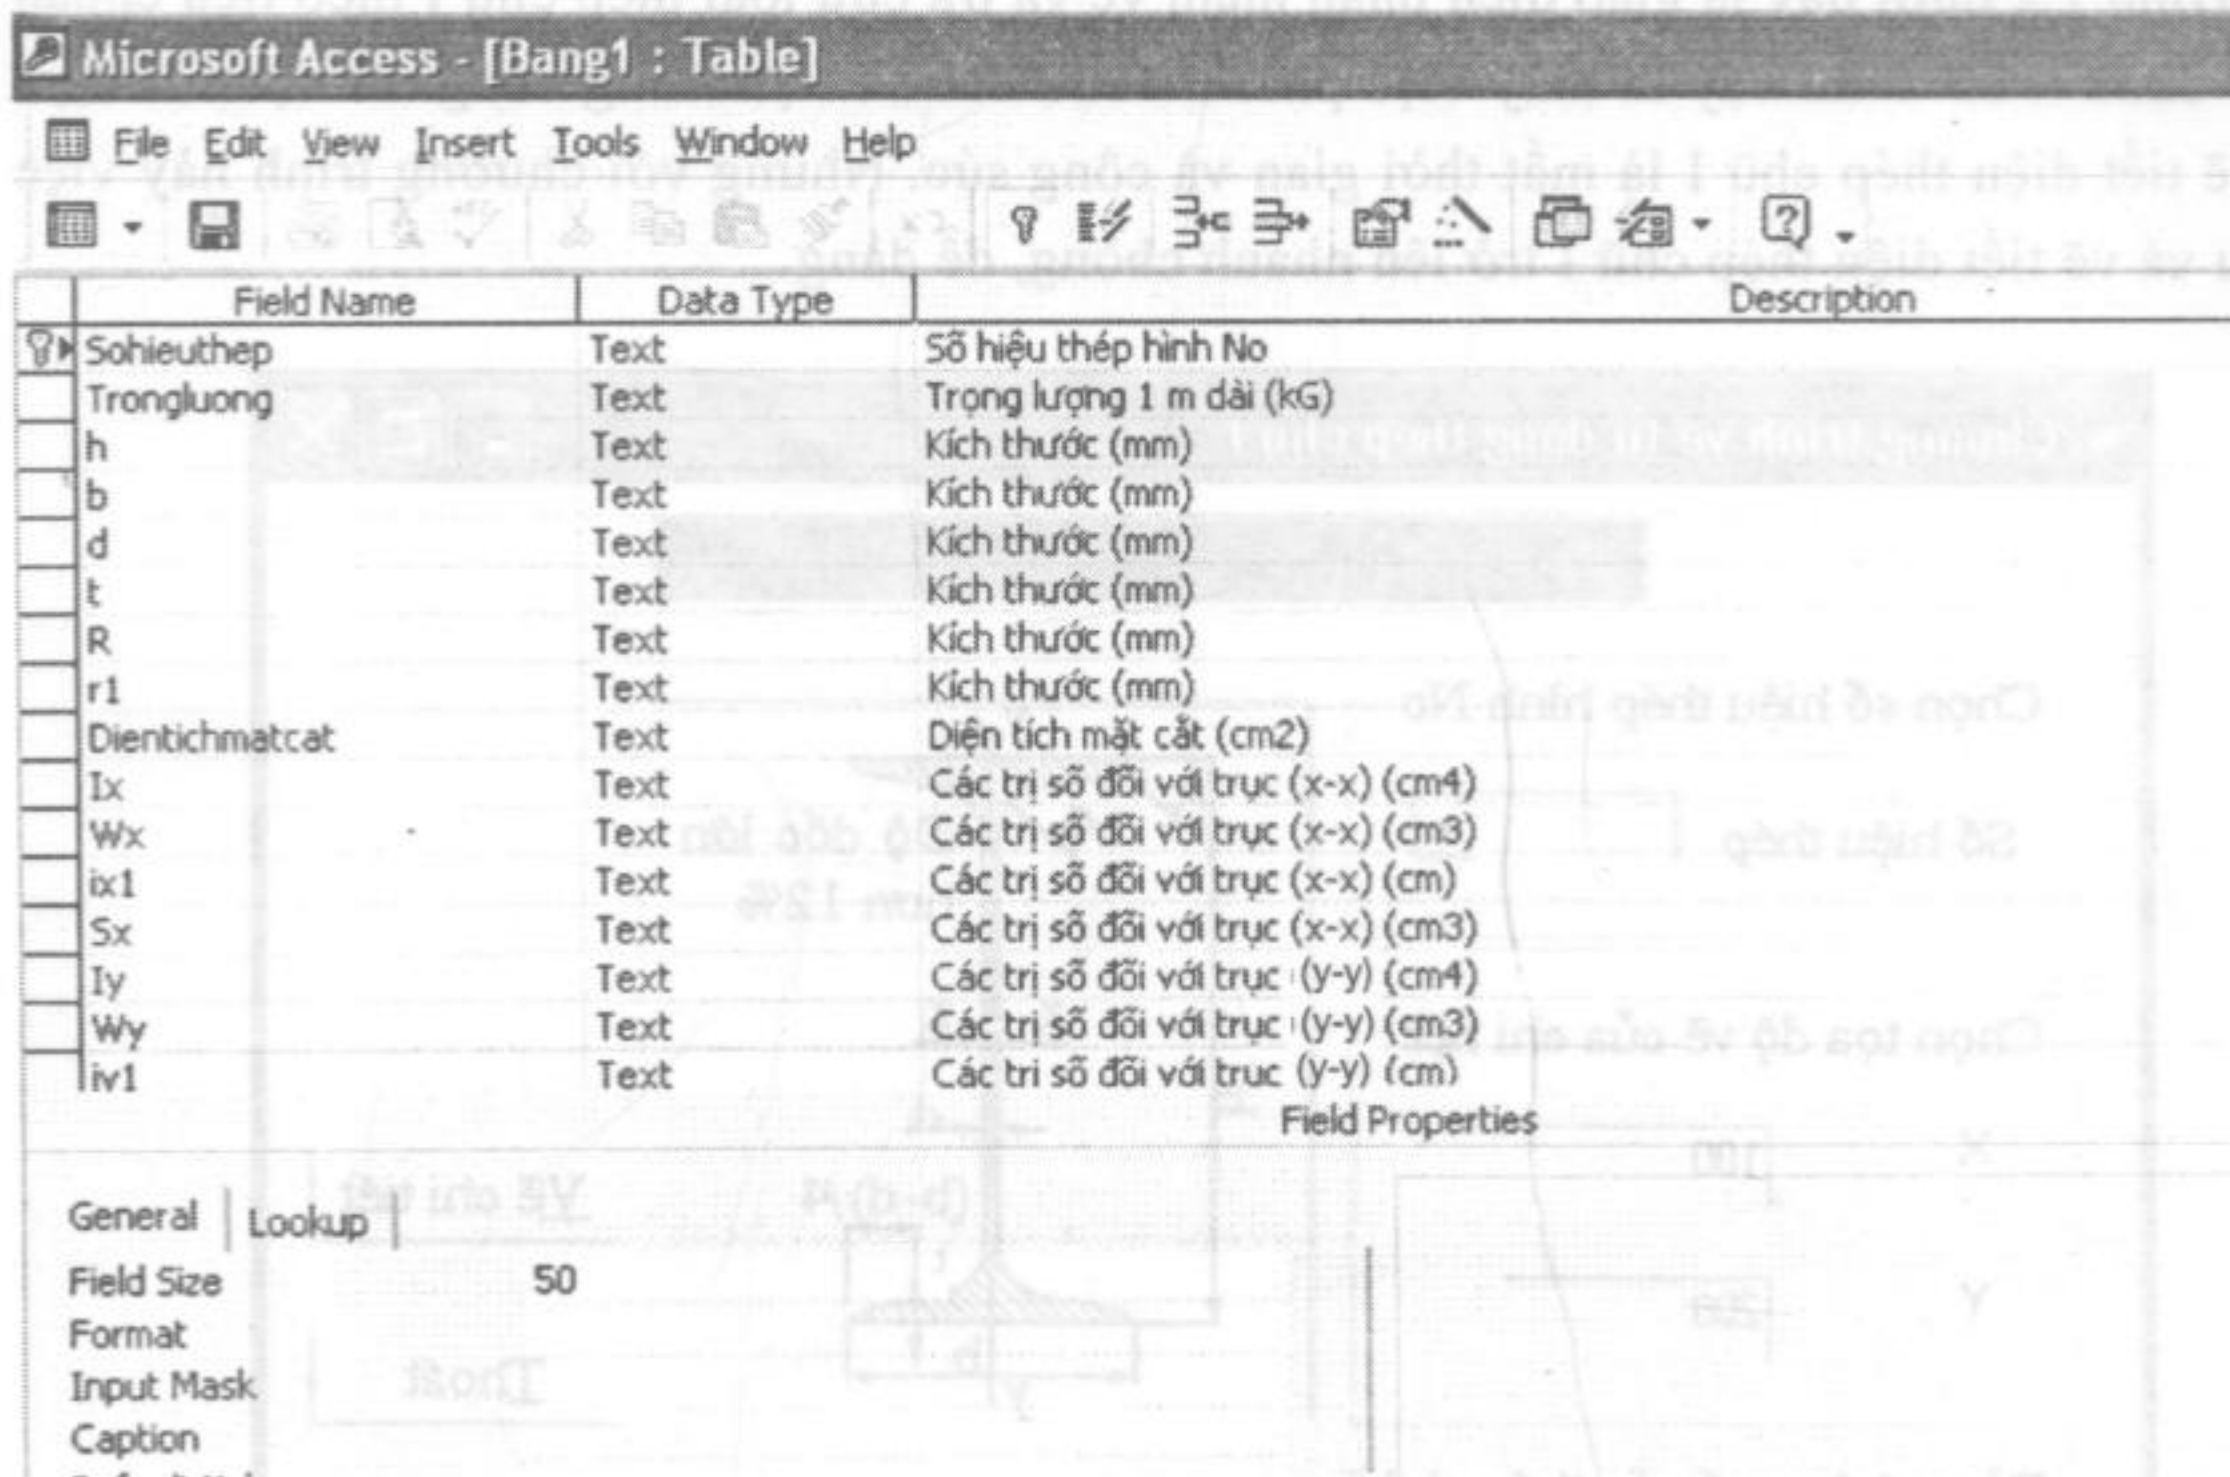 Microsoft Access - [Bang1 : Table]
File Edit View Insert Tools Window Help
Field Name Data Type Description
Sohieuthep Text Số hiệu thép hình No
Trongluong Text Trọng lượng 1 m dài (kG)
h Text Kích thước (mm)
b Text Kích thước (mm)
d Text Kích thước (mm)
t Text Kích thước (mm)
R Text Kích thước (mm)
r1 Text Kích thước (mm)
Dientichmatcat Text Diện tích mặt cắt (cm2)
Ix Text Các trị số đối với trục (x-x) (cm4)
Wx Text Các trị số đối với trục (x-x) (cm3)
ix1 Text Các trị số đối với trục (x-x) (cm)
Sx Text Các trị số đối với trục (x-x) (cm3)
Iy Text Các trị số đối với trục (y-y) (cm4)
Wy Text Các trị số đối với trục (y-y) (cm3)
iy1 Text Các trị số đối với trục (y-y) (cm)
Field Properties
General Lookup
Field Size 50
Format
Input Mask
Caption